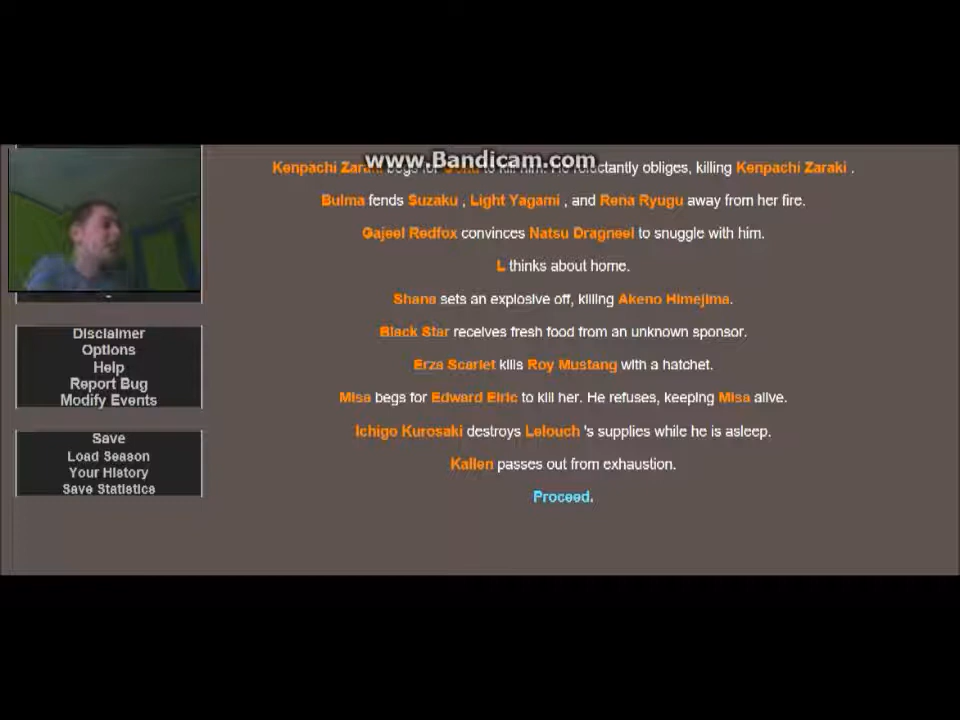 www.Bandicam.com
Kenpachi Zaraki begs for to kill him. He reluctantly obliges, killing Kenpachi Zaraki .
Bulma fends Suzaku , Light Yagami , and Rena Ryugu away from her fire.
Gajeel Redfox convinces Natsu Dragneel to snuggle with him.
L thinks about home.
Shana sets an explosive off, killing Akeno Himejima.
Black Star receives fresh food from an unknown sponsor.
Erza Scarlet kills Roy Mustang with a hatchet.
Misa begs for Edward Elric to kill her. He refuses, keeping Misa alive.
Ichigo Kurosaki destroys Lelouch 's supplies while he is asleep.
Kallen passes out from exhaustion.
Proceed.
Disclaimer
Options
Help
Report Bug
Modify Events
Save
Load Season
Your History
Save Statistics